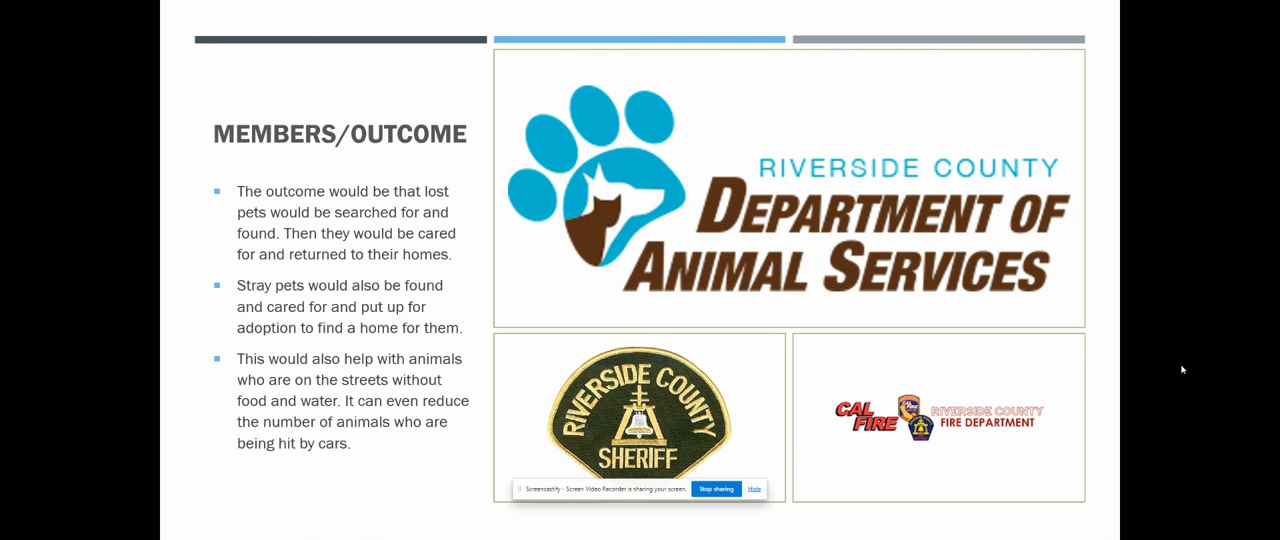 MEMBERS/OUTCOME
The outcome would be that lost
pets would be searched for and
found. Then they would be cared
for and returned to their homes.
Stray pets would also be found
and cared for and put up for
adoption to find a home for them.
This would also help with animals
who are on the streets without
food and water. It can even reduce
the number of animals who are
being hit by cars.
RIVERSIDE COUNTY
DEPARTMENT OF
ANIMAL SERVICES
RIVERSIDE COUNTY
SHERIFF
CAL
FIRE
RIVERSIDE COUNTY
FIRE DEPARTMENT
Screencastify - Screen Video Recorder is sharing your screen.
Stop sharing
Hide